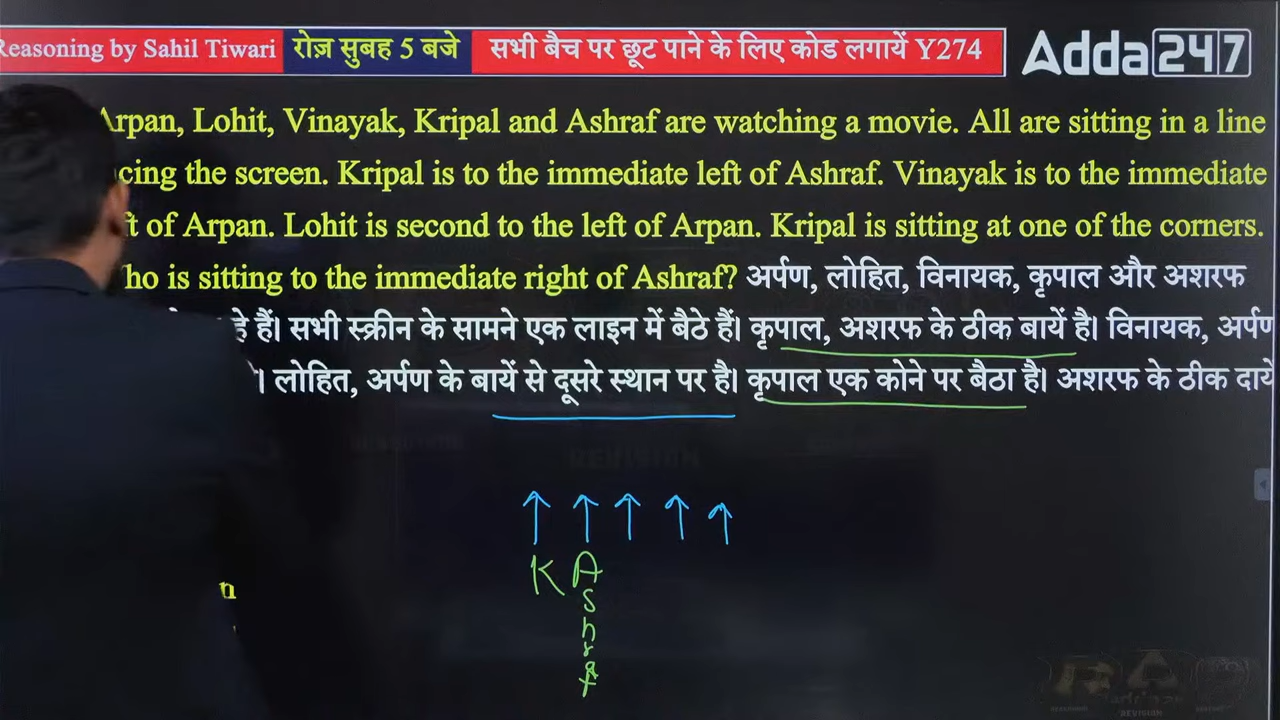 Reasoning by Sahil Tiwari रोज़ सुबह 5 बजे सभी बैच पर छूट पाने के लिए कोड लगायें Y274 Adda247
Arpan, Lohit, Vinayak, Kripal and Ashraf are watching a movie. All are sitting in a line
the screen. Kripal is to the immediate left of Ashraf. Vinayak is to the immediate
of Arpan. Lohit is second to the left of Arpan. Kripal is sitting at one of the corners.
is sitting to the immediate right of Ashraf? अर्पण, लोहित, विनायक, कृपाल और अशरफ
हैं। सभी स्क्रीन के सामने एक लाइन में बैठे हैं। कृपाल, अशरफ के ठीक बायें है। विनायक, अर्पण
लोहित, अर्पण के बायें से दूसरे स्थान पर है। कृपाल एक कोने पर बैठा है। अशरफ के ठीक दायें
K Ashraf